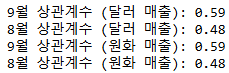 9월 상관계수 (달러 매출): 0.59
8월 상관계수 (달러 매출): 0.48
9월 상관계수 (원화 매출): 0.59
8월 상관계수 (원화 매출): 0.48